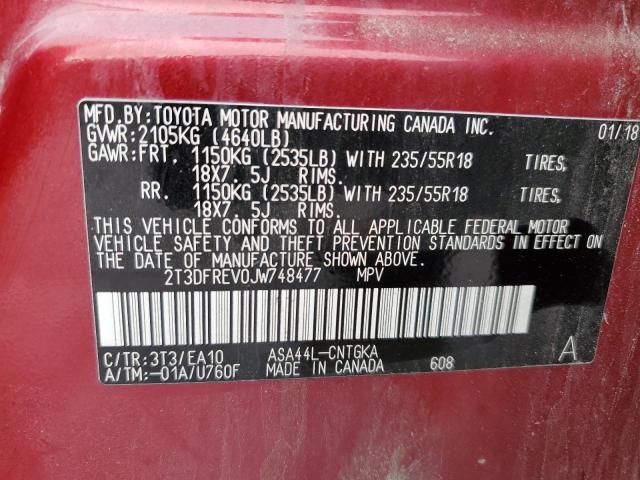 MFD.BY:TOYOTA MOTOR MANUFACTURING CANADA INC. 01/18
GVWR:2105KG (4640LB)
GAWR:FRT. 1150KG (2535LB) WITH 235/55R18 TIRES,
18X7. 5J RIMS.
RR. 1150KG (2535LB) WITH 235/55R18 TIRES,
18X7. 5J RIMS.
THIS VEHICLE CONFORMS TO ALL APPLICABLE FEDERAL MOTOR
VEHICLE SAFETY AND THEFT PREVENTION STANDARDS IN EFFECT ON
THE DATE OF MANUFACTURE SHOWN ABOVE.
2T3DFREV0JW748477 MPV
C/TR:3T3/EA10 ASA44L-CNTGKA A
A/TM:-01A/U760F MADE IN CANADA 608